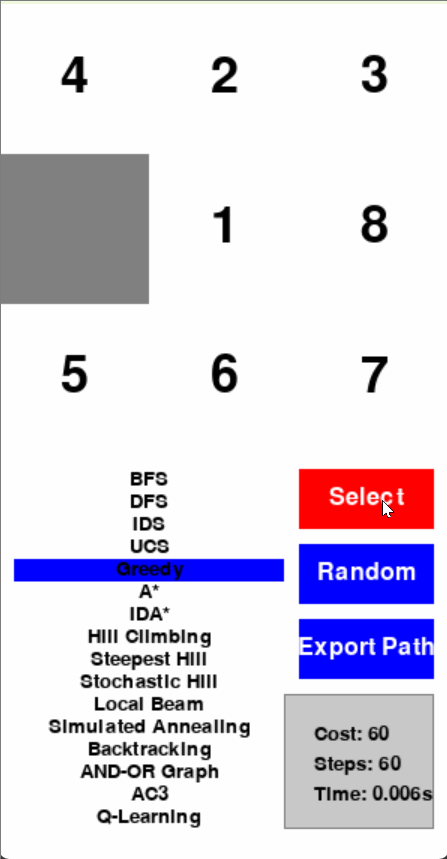 4 2 3
1 8
5 6 7
BFS
DFS
IDS
UCS
Greedy
A*
IDA*
Hill Climbing
Steepest Hill
Stochastic Hill
Local Beam
Simulated Annealing
Backtracking
AND-OR Graph
AC3
Q-Learning
Select
Random
Export Path
Cost: 60
Steps: 60
Time: 0.006s